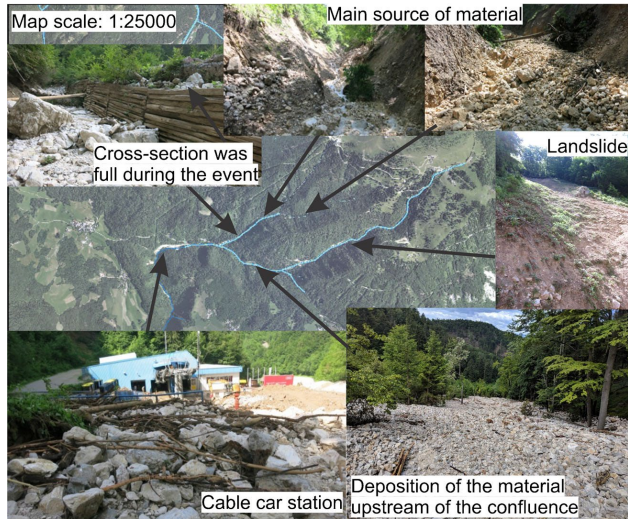 Map scale: 1:25000
Main source of material
Cross-section was
full during the event
Landslide
Cable car station
Deposition of the material
upstream of the confluence